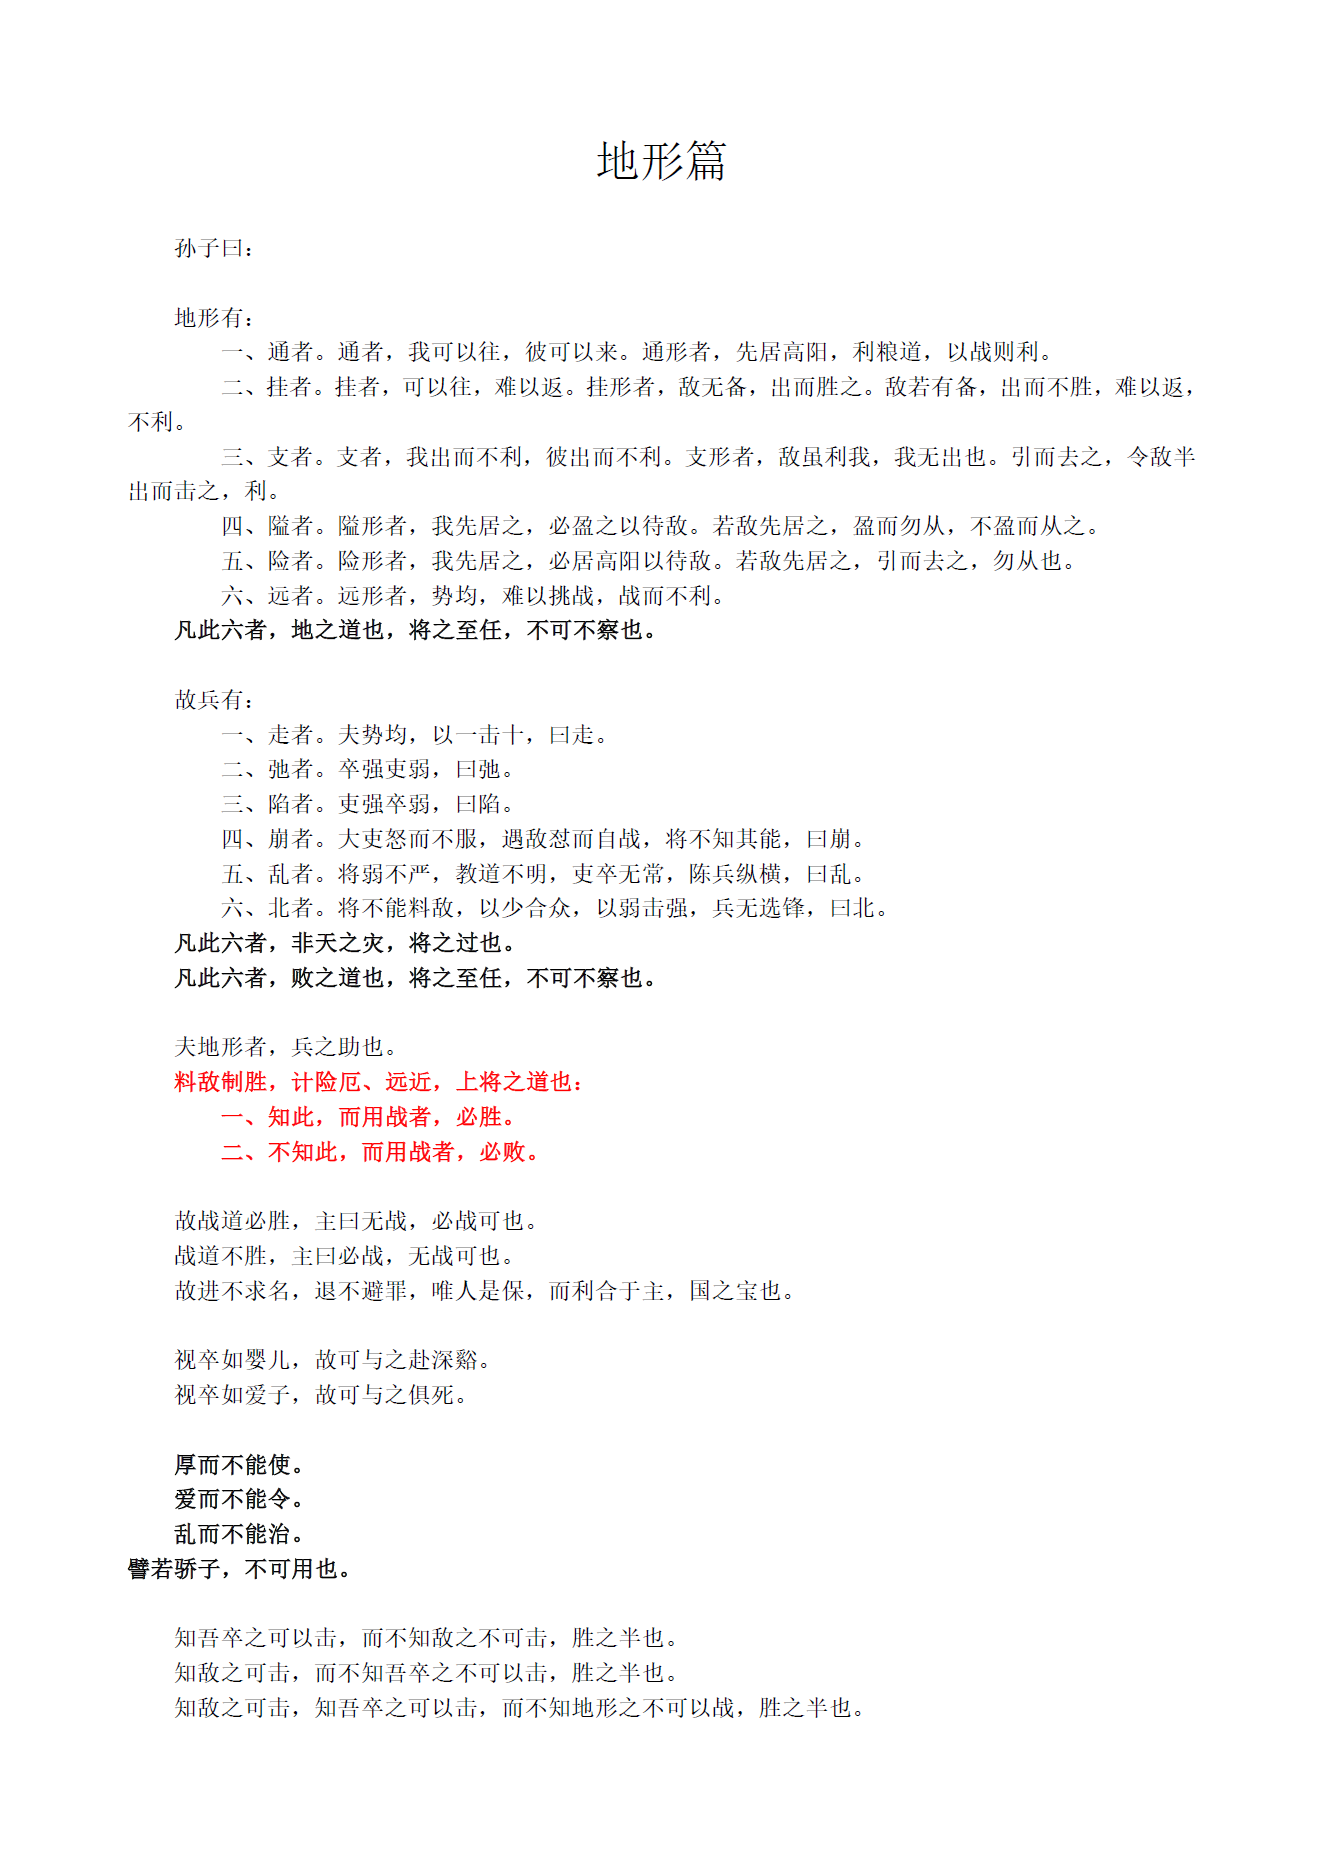 地形篇
孙子曰：
地形有：
一、通者。通者，我可以往，彼可以来。通形者，先居高阳，利粮道，以战则利。
二、挂者。挂者，可以往，难以返。挂形者，敌无备，出而胜之。敌若有备，出而不胜，难以返，
不利。
三、支者。支者，我出而不利，彼出而不利。支形者，敌虽利我，我无出也。引而去之，令敌半
出而击之，利。
四、隘者。隘形者，我先居之，必盈之以待敌。若敌先居之，盈而勿从，不盈而从之。
五、险者。险形者，我先居之，必居高阳以待敌。若敌先居之，引而去之，勿从也。
六、远者。远形者，势均，难以挑战，战而不利。
凡此六者，地之道也，将之至任，不可不察也。
故兵有：
一、走者。夫势均，以一击十，曰走。
二、弛者。卒强吏弱，曰弛。
三、陷者。吏强卒弱，曰陷。
四、崩者。大吏怒而不服，遇敌怼而自战，将不知其能，曰崩。
五、乱者。将弱不严，教道不明，吏卒无常，陈兵纵横，曰乱。
六、北者。将不能料敌，以少合众，以弱击强，兵无选锋，曰北。
凡此六者，非天之灾，将之过也。
凡此六者，败之道也，将之至任，不可不察也。
夫地形者，兵之助也。
料敌制胜，计险厄、远近，上将之道也：
一、知此，而用战者，必胜。
二、不知此，而用战者，必败。
故战道必胜，主曰无战，必战可也。
战道不胜，主曰必战，无战可也。
故进不求名，退不避罪，唯人是保，而利合于主，国之宝也。
视卒如婴儿，故可与之赴深谿。
视卒如爱子，故可与之俱死。
厚而不能使。
爱而不能令。
乱而不能治。
譬若骄子，不可用也。
知吾卒之可以击，而不知敌之不可击，胜之半也。
知敌之可击，而不知吾卒之不可以击，胜之半也。
知敌之可击，知吾卒之可以击，而不知地形之不可以战，胜之半也。